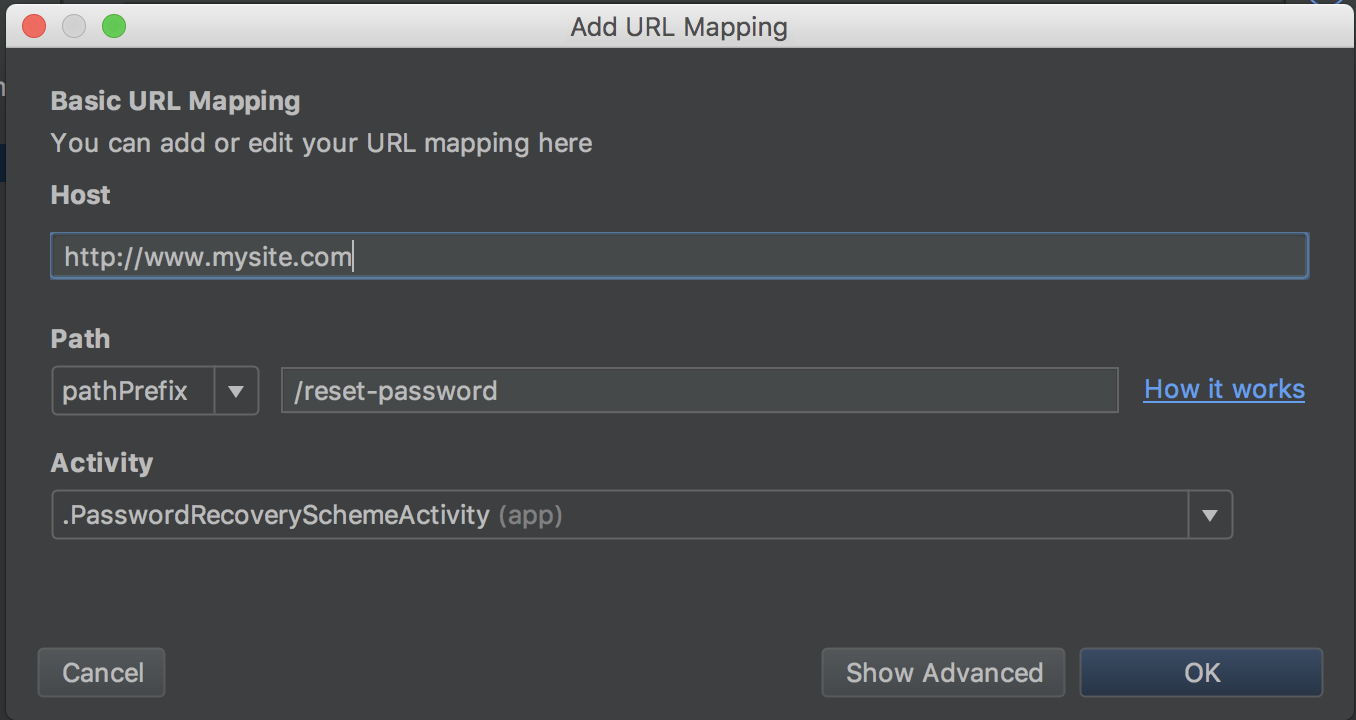 Add URL Mapping
Basic URL Mapping
You can add or edit your URL mapping here
Host
http://www.mysite.com
Path
pathPrefix /reset-password How it works
Activity
.PasswordRecoverySchemeActivity (app)
Cancel Show Advanced OK